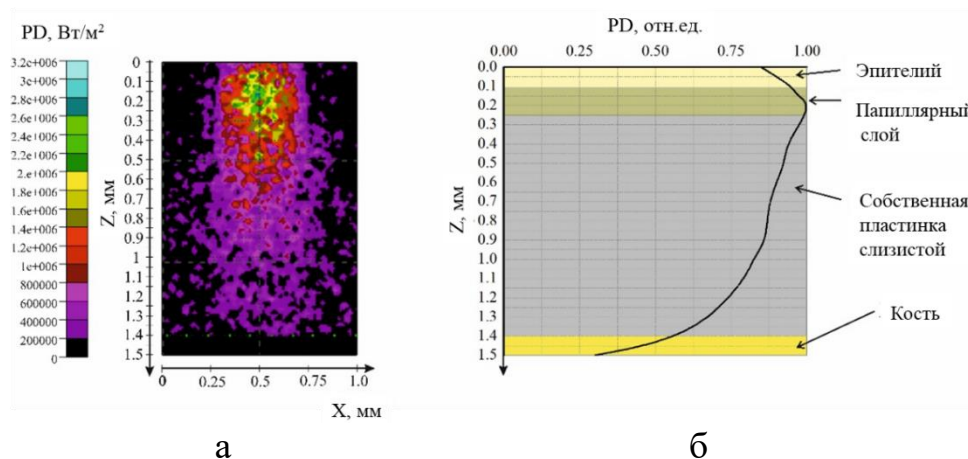 PD, Вт/м²
3.2e+006
3e+006
2.8e+006
2.6e+006
2.4e+006
2.2e+006
2.e+006
1.8e+006
1.6e+006
1.4e+006
1.2e+006
1e+006
800000
600000
400000
200000
0
Z, мм
0
0.1
0.2
0.3
0.4
0.5
0.6
0.7
0.8
0.9
1
1.1
1.2
1.3
1.4
1.5
0 0.25 0.5 0.75 1.0
X, мм
а
PD, отн.ед.
0.00 0.25 0.50 0.75 1.00
Z, мм
0.0
0.1
0.2
0.3
0.4
0.5
0.6
0.7
0.8
0.9
1.0
1.1
1.2
1.3
1.4
1.5
Эпителий
Папиллярный
слой
Собственная
пластинка
слизистой
Кость
б